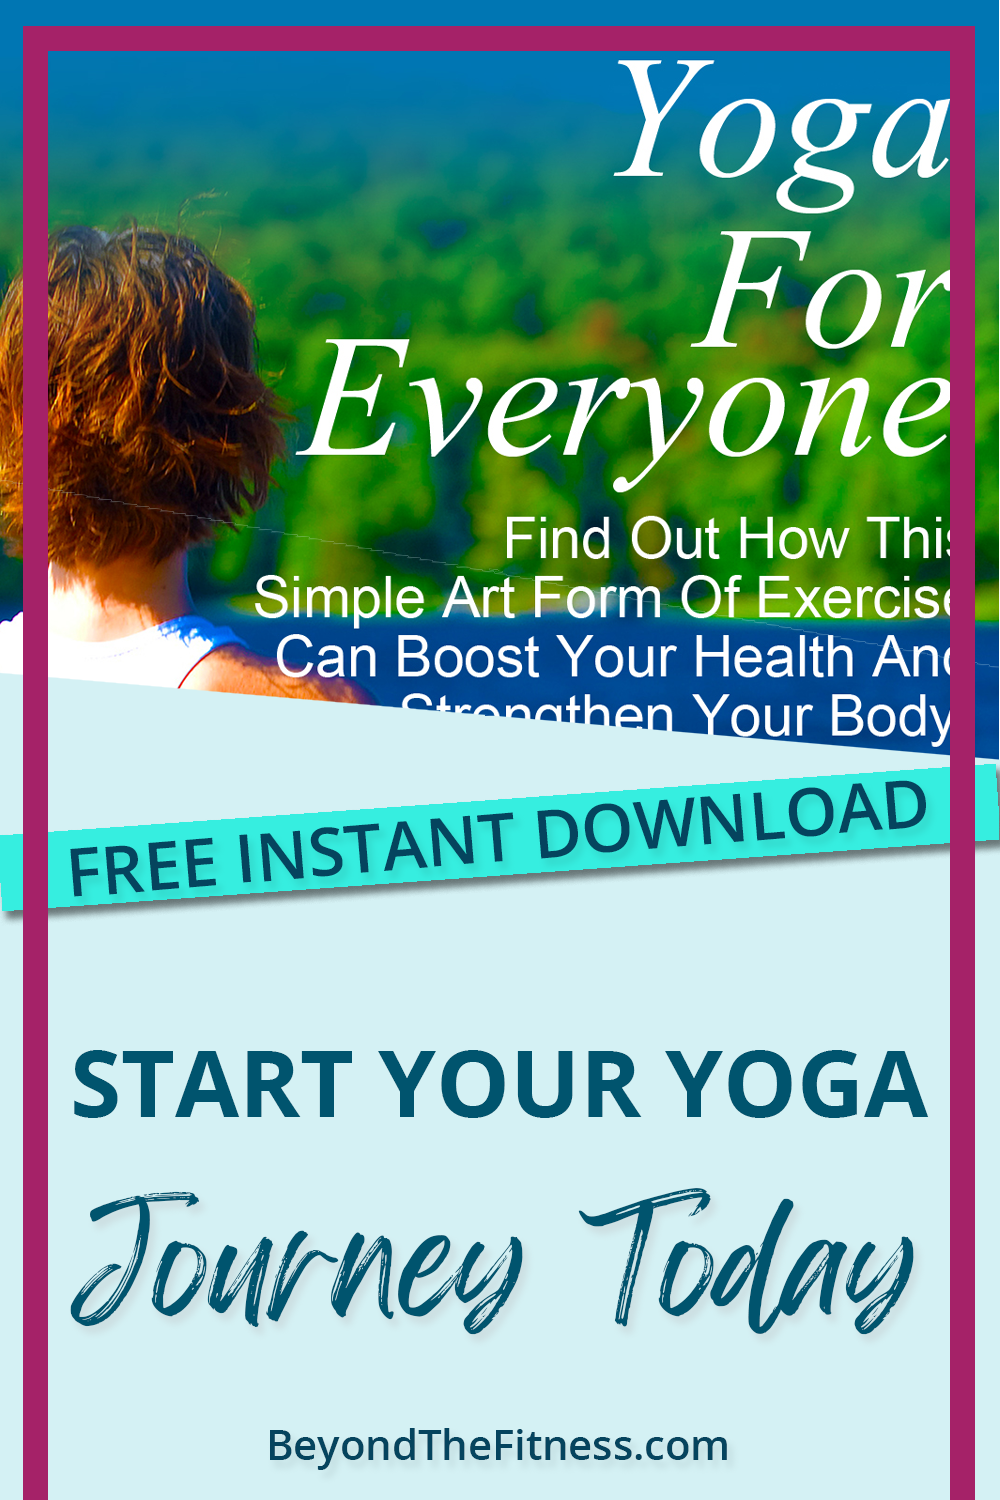 Yoga
For
Everyone
Find Out How This
Simple Art Form Of Exercise
Can Boost Your Health And
Strengthen Your Body
FREE INSTANT DOWNLOAD
START YOUR YOGA
Journey Today
BeyondTheFitness.com